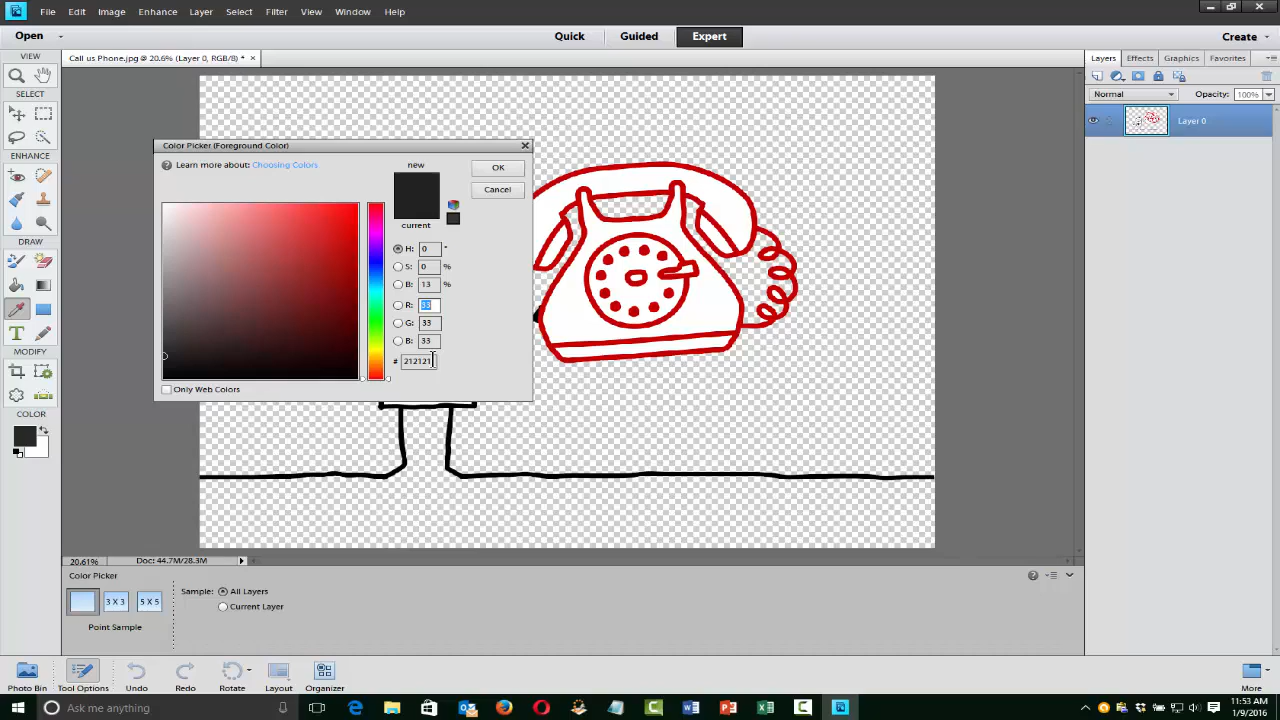 File Edit Image Enhance Layer Select Filter View Window Help
Open Quick Guided Expert Create
VIEW Call us Phone.jpg @ 20.6% (Layer 0, RGB/8) * × Layers Effects Graphics Favorites
SELECT
Normal Opacity: 100%
Layer 0
ENHANCE
DRAW
MODIFY
COLOR
Color Picker (Foreground Color)
Learn more about: Choosing Colors
new
OK
Cancel
current
H: 0 °
S: 0 %
B: 13 %
R: 33
G: 33
B: 33
# 212121
Only Web Colors
20.61% Doc: 44.7M/28.3M
Color Picker
3 X 3 5 X 5
Point Sample
Sample: All Layers
Current Layer
Photo Bin Tool Options Undo Redo Rotate Layout Organizer More
Ask me anything
11:53 AM
1/9/2016